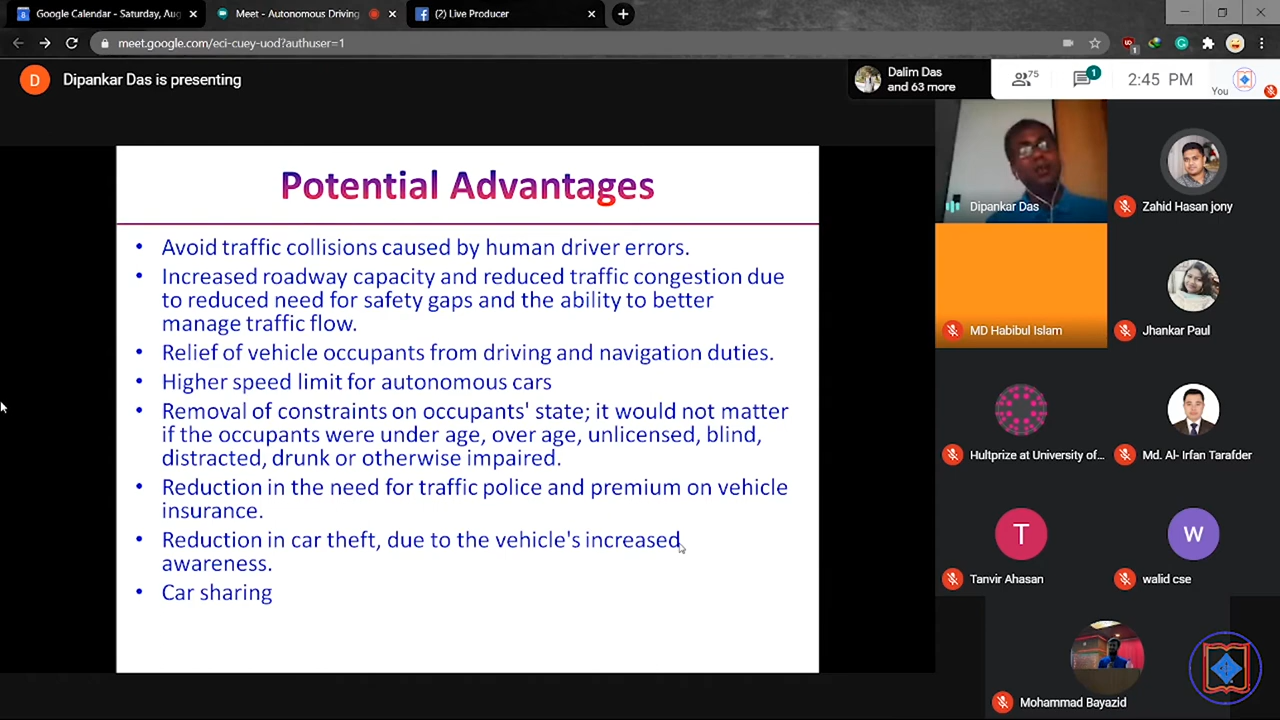 Google Calendar - Saturday, Aug
Meet - Autonomous Driving
(2) Live Producer
meet.google.com/eci-cuey-uod?authuser=1
D
Dipankar Das is presenting
Dalim Das
and 63 more
75
1
2:45 PM
You
Potential Advantages
• Avoid traffic collisions caused by human driver errors.
• Increased roadway capacity and reduced traffic congestion due
to reduced need for safety gaps and the ability to better
manage traffic flow.
• Relief of vehicle occupants from driving and navigation duties.
• Higher speed limit for autonomous cars
• Removal of constraints on occupants' state; it would not matter
if the occupants were under age, over age, unlicensed, blind,
distracted, drunk or otherwise impaired.
• Reduction in the need for traffic police and premium on vehicle
insurance.
• Reduction in car theft, due to the vehicle's increased
awareness.
• Car sharing
Dipankar Das
Zahid Hasan jony
MD Habibul Islam
Jhankar Paul
Hultprize at University of...
Md. Al- Irfan Tarafder
T
Tanvir Ahasan
W
walid cse
Mohammad Bayazid